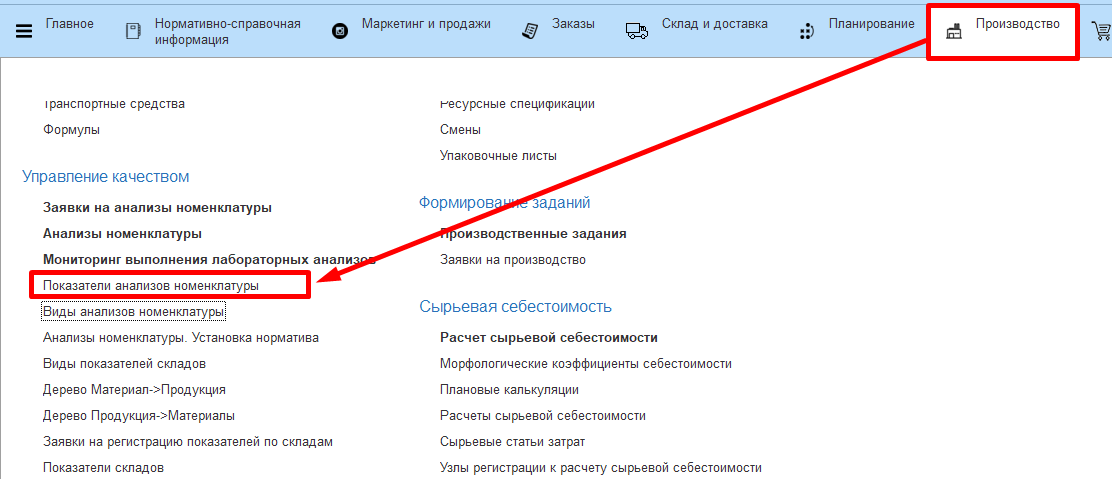 Главное
Нормативно-справочная
информация
Маркетинг и продажи
Заказы
Склад и доставка
Планирование
Производство
Транспортные средства
Формулы
Управление качеством
Заявки на анализы номенклатуры
Анализы номенклатуры
Мониторинг выполнения лабораторных анализов
Показатели анализов номенклатуры
Виды анализов номенклатуры
Анализы номенклатуры. Установка норматива
Виды показателей складов
Дерево Материал->Продукция
Дерево Продукция->Материалы
Заявки на регистрацию показателей по складам
Показатели складов
Ресурсные спецификации
Смены
Упаковочные листы
Формирование заданий
Производственные задания
Заявки на производство
Сырьевая себестоимость
Расчет сырьевой себестоимости
Морфологические коэффициенты себестоимости
Плановые калькуляции
Расчеты сырьевой себестоимости
Сырьевые статьи затрат
Узлы регистрации к расчету сырьевой себестоимости